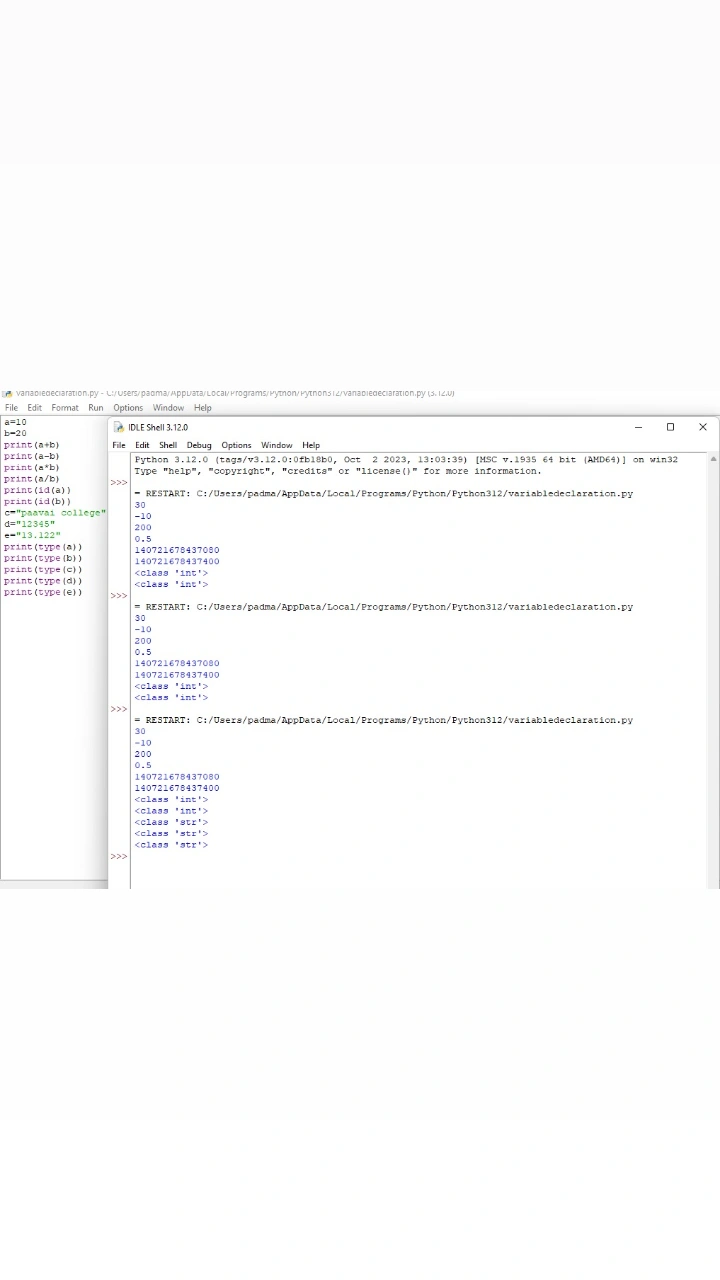 variabledeclaration.py - C:/Users/padma/AppData/Local/Programs/Python/Python312/variabledeclaration.py (3.12.0)
File Edit Format Run Options Window Help
a=10
b=20
print(a+b)
print(a-b)
print(a*b)
print(a/b)
print(id(a))
print(id(b))
c="paavai college"
d="12345"
e="13.122"
print(type(a))
print(type(b))
print(type(c))
print(type(d))
print(type(e))
IDLE Shell 3.12.0
File Edit Shell Debug Options Window Help
Python 3.12.0 (tags/v3.12.0:0fb18b0, Oct  2 2023, 13:03:39) [MSC v.1935 64 bit (AMD64)] on win32
Type "help", "copyright", "credits" or "license()" for more information.
>>>
= RESTART: C:/Users/padma/AppData/Local/Programs/Python/Python312/variabledeclaration.py
30
-10
200
0.5
140721678437080
140721678437400
<class 'int'>
<class 'int'>
>>>
= RESTART: C:/Users/padma/AppData/Local/Programs/Python/Python312/variabledeclaration.py
30
-10
200
0.5
140721678437080
140721678437400
<class 'int'>
<class 'int'>
>>>
= RESTART: C:/Users/padma/AppData/Local/Programs/Python/Python312/variabledeclaration.py
30
-10
200
0.5
140721678437080
140721678437400
<class 'int'>
<class 'int'>
<class 'str'>
<class 'str'>
<class 'str'>
>>>